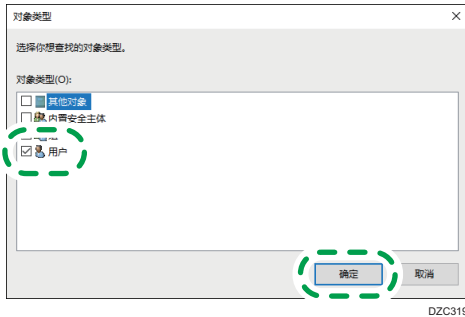 对象类型
选择你想查找的对象类型。
对象类型(O):
其他对象
内置安全主体
用户
确定
取消
DZC319